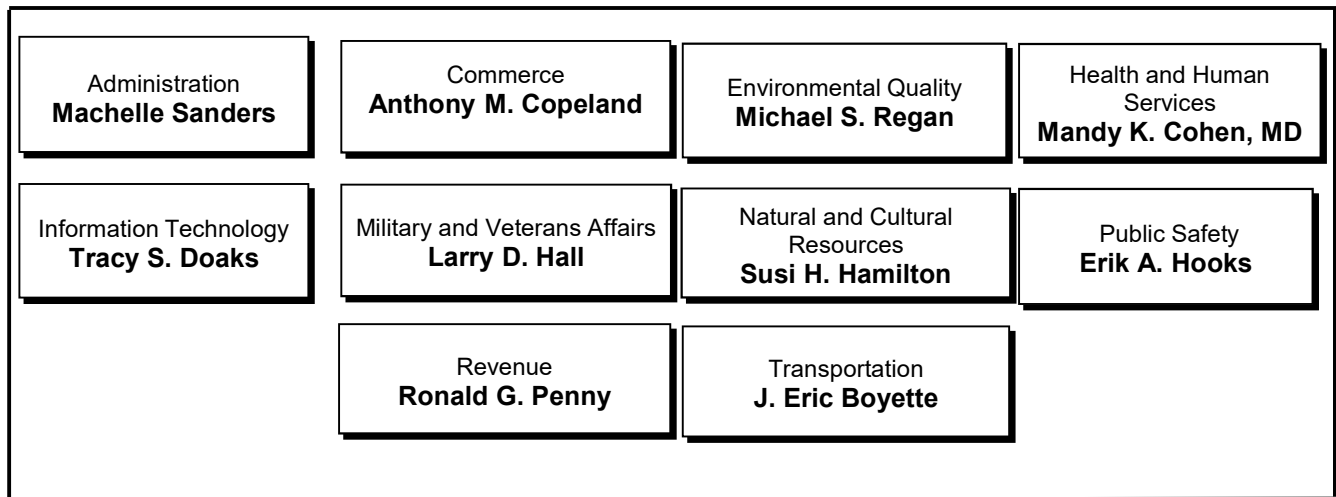 Administration
Machelle Sanders
Commerce
Anthony M. Copeland
Environmental Quality
Michael S. Regan
Health and Human
Services
Mandy K. Cohen, MD
Information Technology
Tracy S. Doaks
Military and Veterans Affairs
Larry D. Hall
Natural and Cultural
Resources
Susi H. Hamilton
Public Safety
Erik A. Hooks
Revenue
Ronald G. Penny
Transportation
J. Eric Boyette